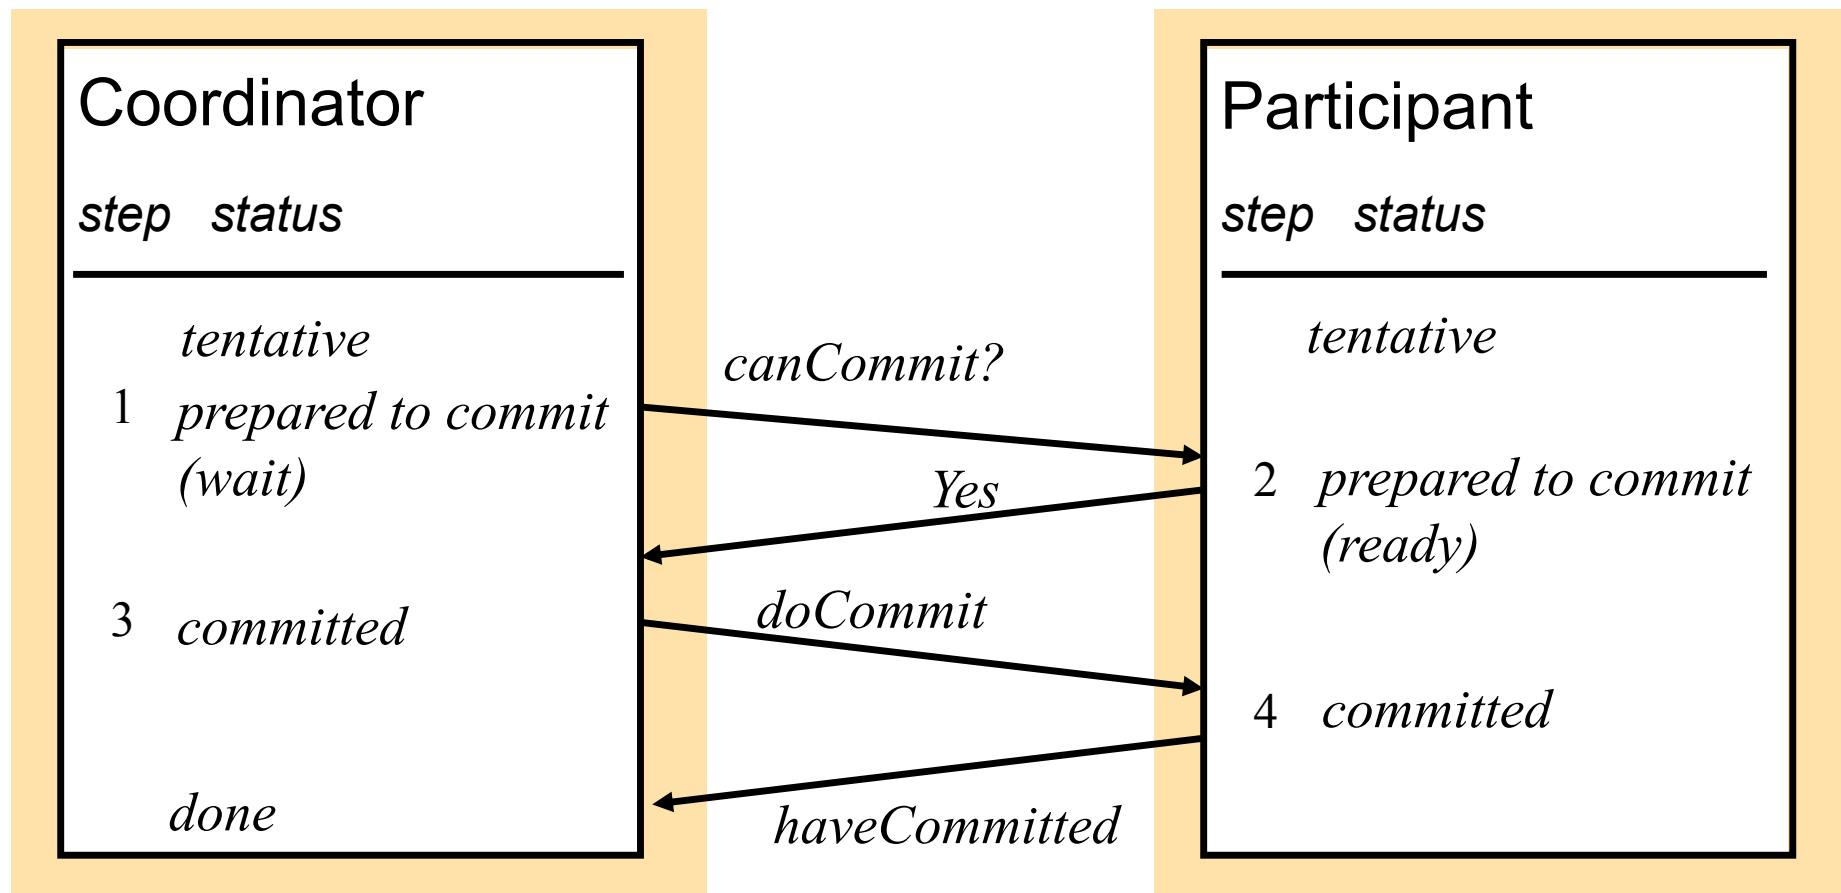 Coordinator
step status
tentative
1 prepared to commit
(wait)
3 committed
done
canCommit?
Yes
doCommit
haveCommitted
Participant
step status
tentative
2 prepared to commit
(ready)
4 committed